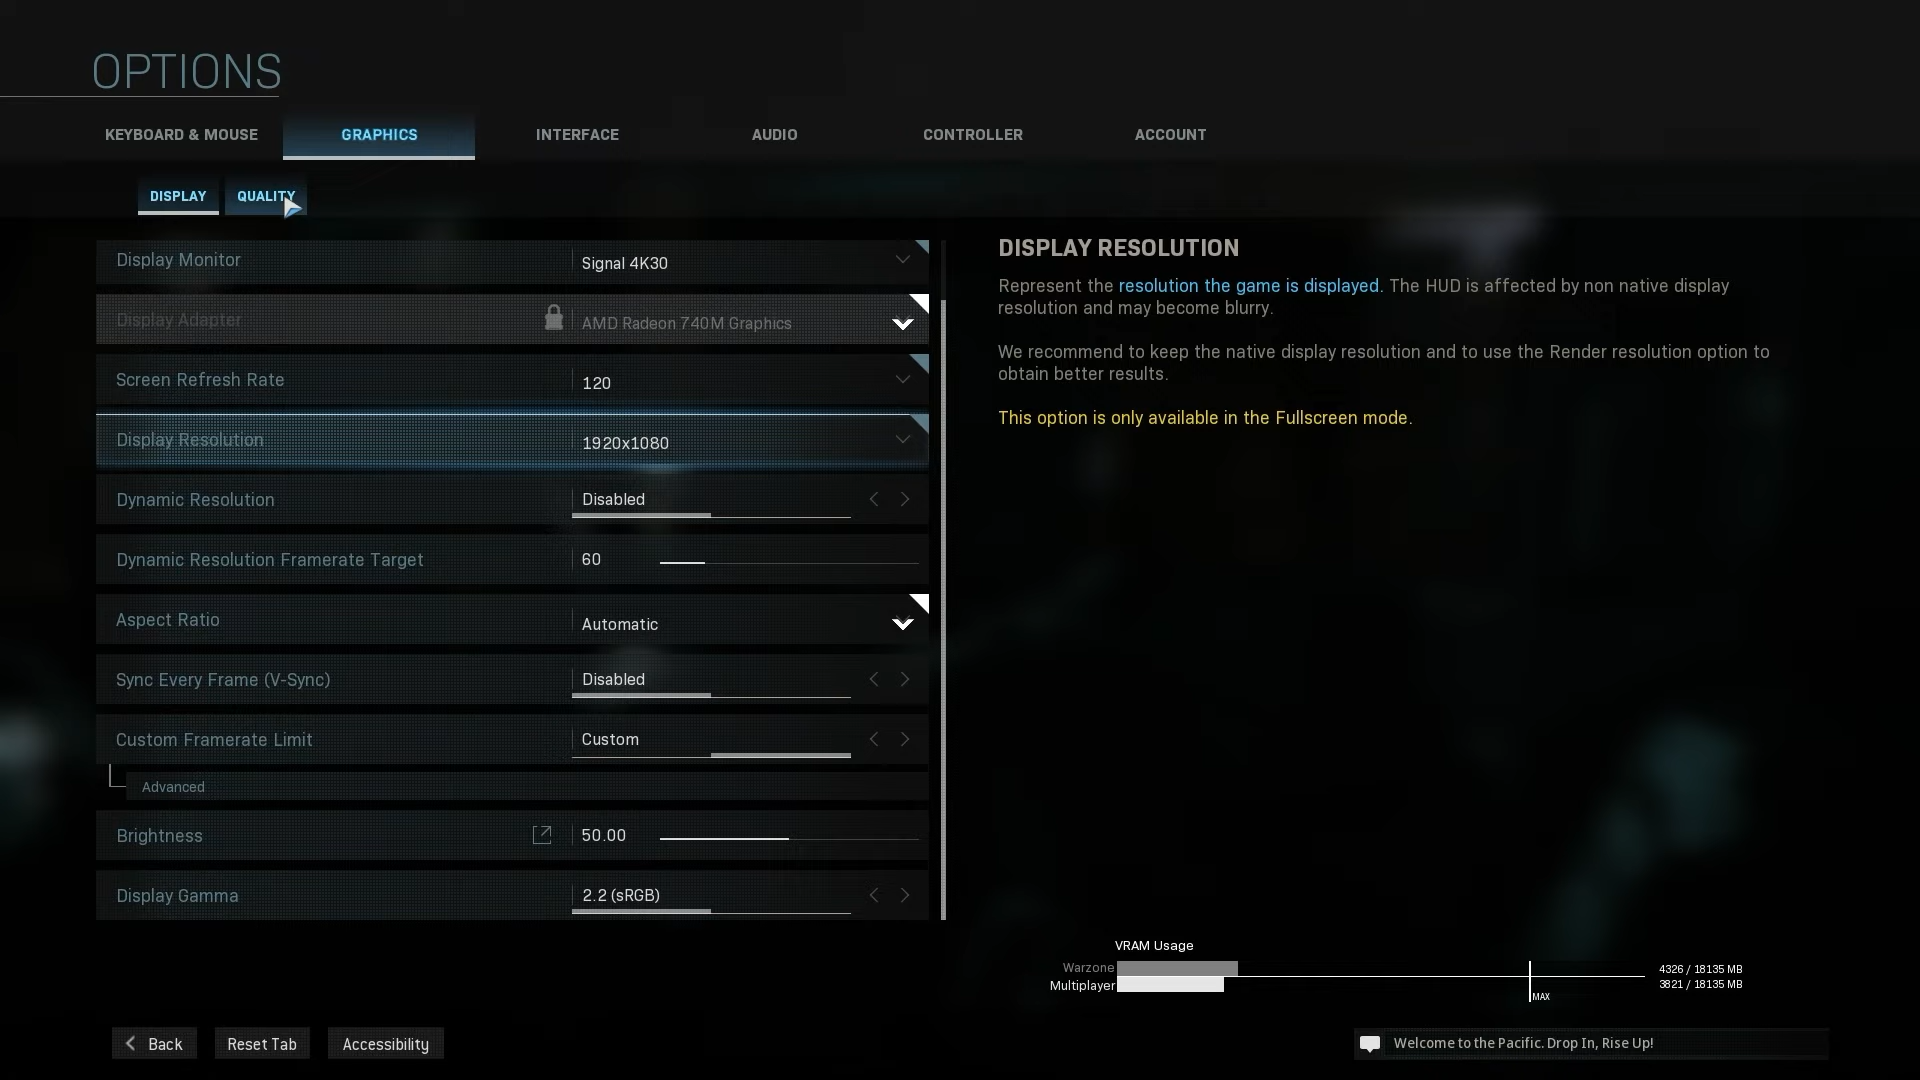 OPTIONS
KEYBOARD & MOUSE GRAPHICS INTERFACE AUDIO CONTROLLER ACCOUNT
DISPLAY QUALITY
Display Monitor Signal 4K30
Display Adapter AMD Radeon 740M Graphics
Screen Refresh Rate 120
Display Resolution 1920x1080
Dynamic Resolution Disabled
Dynamic Resolution Framerate Target 60
Aspect Ratio Automatic
Sync Every Frame (V-Sync) Disabled
Custom Framerate Limit Custom
Advanced
Brightness 50.00
Display Gamma 2.2 (sRGB)
DISPLAY RESOLUTION
Represent the resolution the game is displayed. The HUD is affected by non native display
resolution and may become blurry.
We recommend to keep the native display resolution and to use the Render resolution option to
obtain better results.
This option is only available in the Fullscreen mode.
VRAM Usage
Warzone 4326 / 18135 MB
Multiplayer 3821 / 18135 MB
MAX
Back Reset Tab Accessibility
Welcome to the Pacific. Drop In, Rise Up!